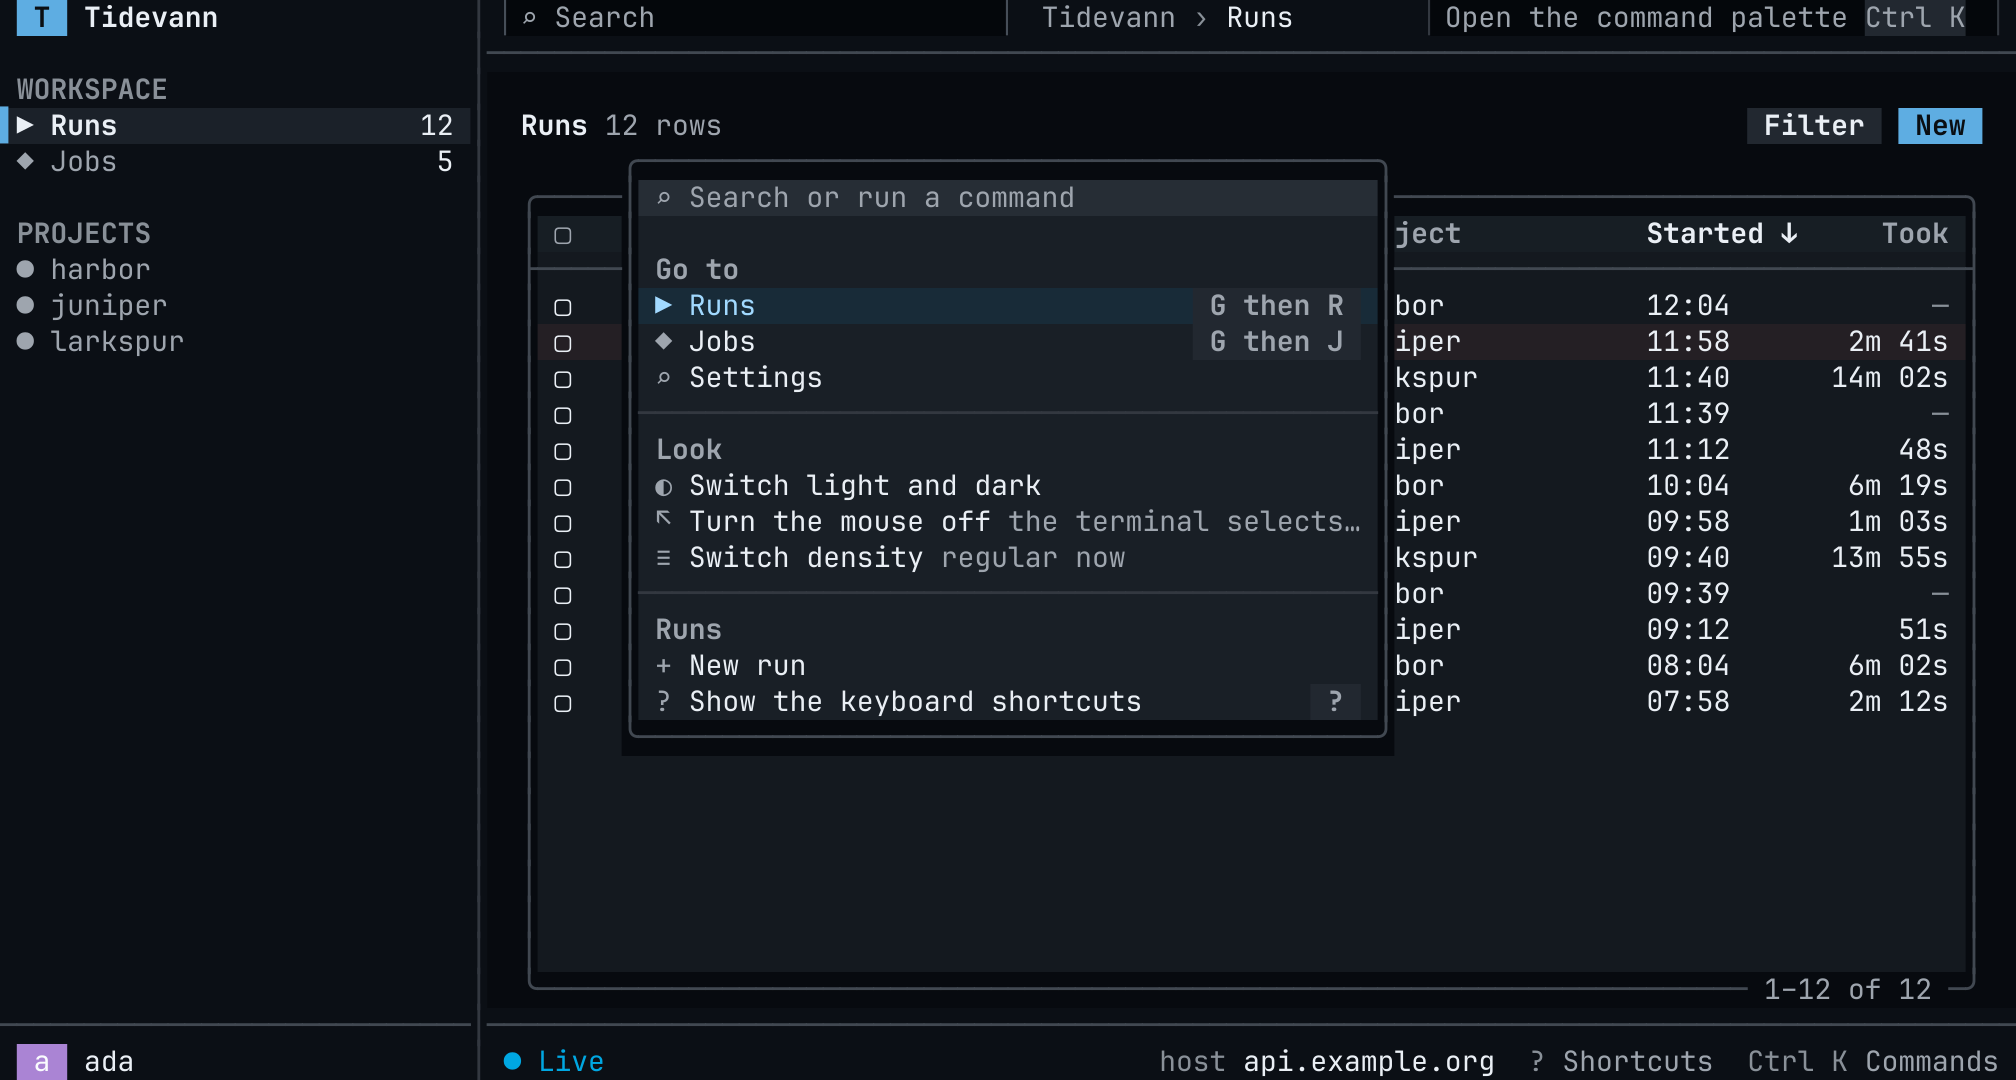 T Tidevann
⌕ Search
Tidevann › Runs
Open the command palette Ctrl K
WORKSPACE
▶ Runs 12
◆ Jobs 5
PROJECTS
● harbor
● juniper
● larkspur
Runs 12 rows
Filter New
⌕ Search or run a command
Go to
▶ Runs G then R
◆ Jobs G then J
⌕ Settings
Look
◐ Switch light and dark
↖ Turn the mouse off the terminal selects…
≡ Switch density regular now
Runs
+ New run
? Show the keyboard shortcuts ?
ject Started ↓ Took
bor 12:04 —
iper 11:58 2m 41s
kspur 11:40 14m 02s
bor 11:39 —
iper 11:12 48s
bor 10:04 6m 19s
iper 09:58 1m 03s
kspur 09:40 13m 55s
bor 09:39 —
iper 09:12 51s
bor 08:04 6m 02s
iper 07:58 2m 12s
1–12 of 12
a ada
● Live
host api.example.org ? Shortcuts Ctrl K Commands